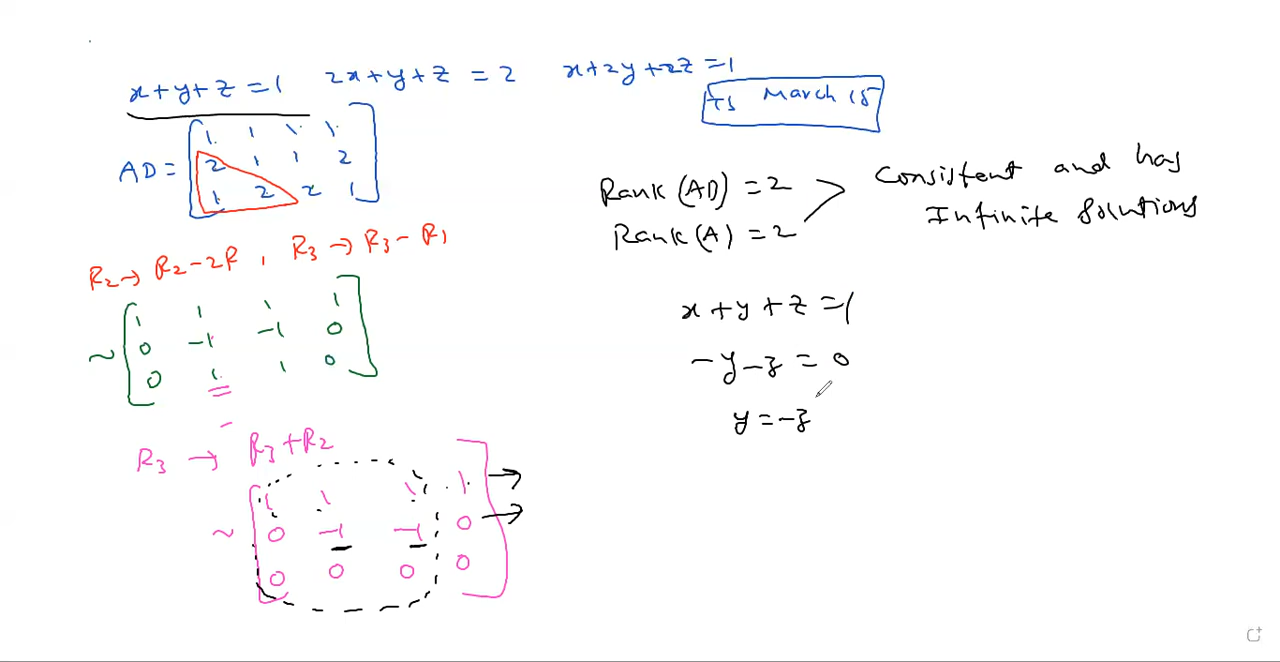 x+y+z=1 2x+y+z=2 x+2y+2z=1
TS March 15
AD=
1 1 1 1
2 1 1 2
1 2 2 1
R2→R2-2R, R3→R3-R1
~
1 1 1 1
0 -1 -1 0
0 1 1 0
R3→R3+R2
~
1 1 1 1
0 -1 -1 0
0 0 0 0
Rank(AD)=2
Rank(A)=2
Consistent and has
Infinite Solutions
x+y+z=1
-y-z=0
y=-z